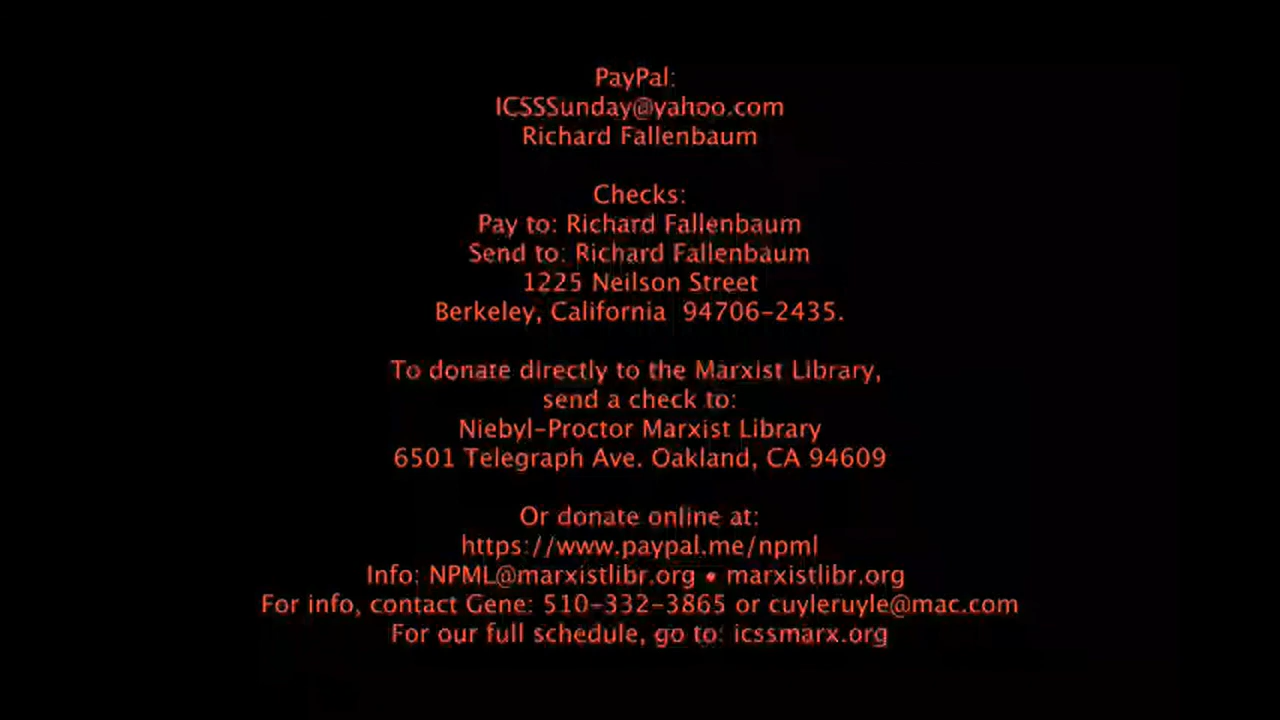 PayPal:
ICSSSunday@yahoo.com
Richard Fallenbaum
Checks:
Pay to: Richard Fallenbaum
Send to: Richard Fallenbaum
1225 Neilson Street
Berkeley, California  94706-2435.
To donate directly to the Marxist Library,
send a check to:
Niebyl-Proctor Marxist Library
6501 Telegraph Ave. Oakland, CA 94609
Or donate online at:
https://www.paypal.me/npml
Info: NPML@marxistlibr.org • marxistlibr.org
For info, contact Gene: 510-332-3865 or cuyleruyle@mac.com
For our full schedule, go to: icssmarx.org